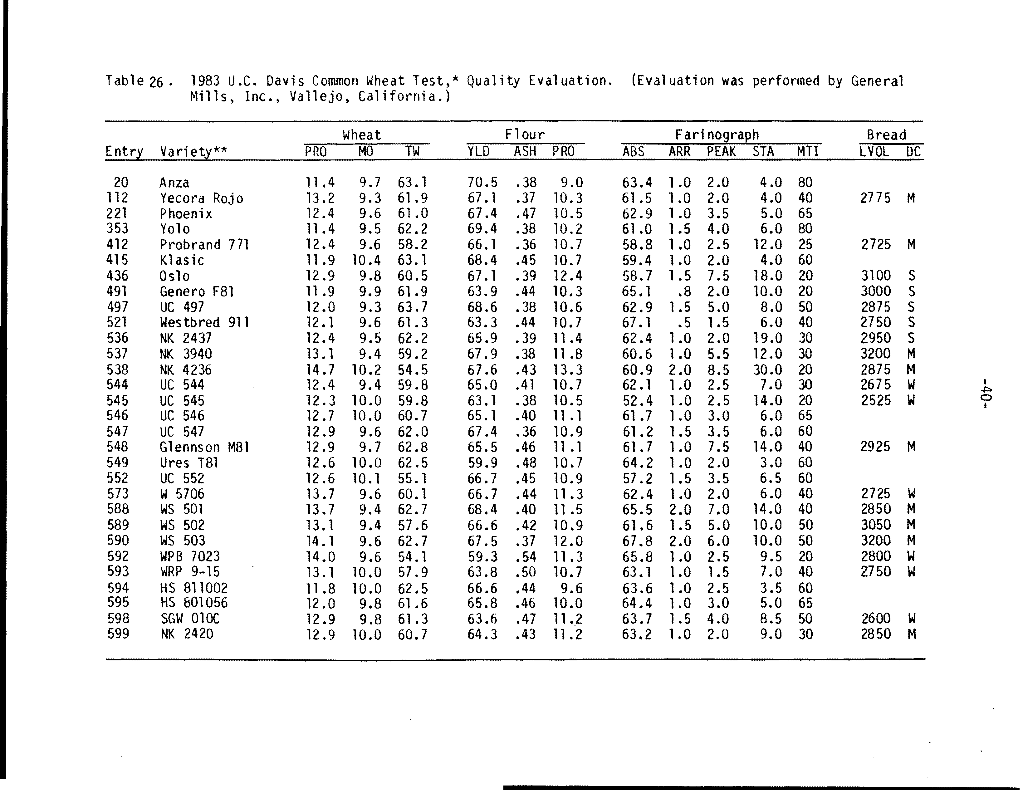 Table 26. 1983 U.C. Davis Common Wheat Test,* Quality Evaluation. (Evaluation was performed by General
Mills, Inc., Vallejo, California.)
Wheat Flour Farinograph Bread
Entry Variety** PRO MO TW YLD ASH PRO ABS ARR PEAK STA MTI LVOL DC
20 Anza 11.4 9.7 63.1 70.5 .38 9.0 63.4 1.0 2.0 4.0 80
112 Yecora Rojo 13.2 9.3 61.9 67.1 .37 10.3 61.5 1.0 2.0 4.0 40 2775 M
221 Phoenix 12.4 9.6 61.0 67.4 .47 10.5 62.9 1.0 3.5 5.0 65
353 Yolo 11.4 9.5 62.2 69.4 .38 10.2 61.0 1.5 4.0 6.0 80
412 Probrand 771 12.4 9.6 58.2 66.1 .36 10.7 58.8 1.0 2.5 12.0 25 2725 M
415 Klasic 11.9 10.4 63.1 68.4 .45 10.7 59.4 1.0 2.0 4.0 60
436 Oslo 12.9 9.8 60.5 67.1 .39 12.4 58.7 1.5 7.5 18.0 20 3100 S
491 Genero F81 11.9 9.9 61.9 63.9 .44 10.3 65.1 .8 2.0 10.0 20 3000 S
497 UC 497 12.0 9.3 63.7 68.6 .38 10.6 62.9 1.5 5.0 8.0 50 2875 S
521 Westbred 911 12.1 9.6 61.3 63.3 .44 10.7 67.1 .5 1.5 6.0 40 2750 S
536 NK 2437 12.4 9.5 62.2 65.9 .39 11.4 62.4 1.0 2.0 19.0 30 2950 S
537 NK 3940 13.1 9.4 59.2 67.9 .38 11.8 60.6 1.0 5.5 12.0 30 3200 M
538 NK 4236 14.7 10.2 54.5 67.6 .43 13.3 60.9 2.0 8.5 30.0 20 2875 M
544 UC 544 12.4 9.4 59.8 65.0 .41 10.7 62.1 1.0 2.5 7.0 30 2675 W
545 UC 545 12.3 10.0 59.8 63.1 .38 10.5 52.4 1.0 2.5 14.0 20 2525 W
546 UC 546 12.7 10.0 60.7 65.1 .40 11.1 61.7 1.0 3.0 6.0 65
547 UC 547 12.9 9.6 62.0 67.4 .36 10.9 61.2 1.5 3.5 6.0 60
548 Glennson M81 12.9 9.7 62.8 65.5 .46 11.1 61.7 1.0 7.5 14.0 40 2925 M
549 Ures T81 12.6 10.0 62.5 59.9 .48 10.7 64.2 1.0 2.0 3.0 60
552 UC 552 12.6 10.1 55.1 66.7 .45 10.9 57.2 1.5 3.5 6.5 60
573 W 5706 13.7 9.6 60.1 66.7 .44 11.3 62.4 1.0 2.0 6.0 40 2725 W
588 WS 501 13.7 9.4 62.7 68.4 .40 11.5 65.5 2.0 7.0 14.0 40 2850 M
589 WS 502 13.1 9.4 57.6 66.6 .42 10.9 61.6 1.5 5.0 10.0 50 3050 M
590 WS 503 14.1 9.6 62.7 67.5 .37 12.0 67.8 2.0 6.0 10.0 50 3200 M
592 WPB 7023 14.0 9.6 54.1 59.3 .54 11.3 65.8 1.0 2.5 9.5 20 2800 W
593 WRP 9-15 13.1 10.0 57.9 63.8 .50 10.7 63.1 1.0 1.5 7.0 40 2750 W
594 HS 811002 11.8 10.0 62.5 66.6 .44 9.6 63.6 1.0 2.5 3.5 60
595 HS 801056 12.0 9.8 61.6 65.8 .46 10.0 64.4 1.0 3.0 5.0 65
598 SGW 010C 12.9 9.8 61.3 63.6 .47 11.2 63.7 1.5 4.0 8.5 50 2600 W
599 NK 2420 12.9 10.0 60.7 64.3 .43 11.2 63.2 1.0 2.0 9.0 30 2850 M
-40-